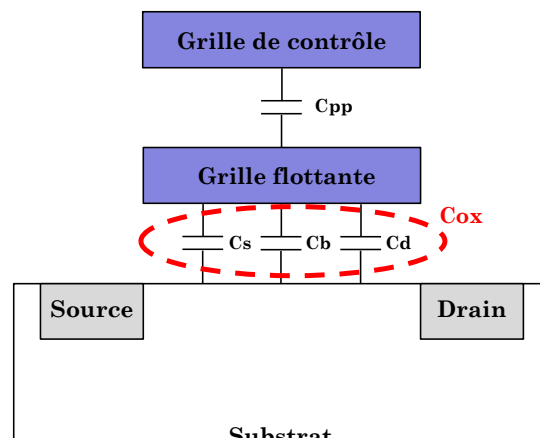 Grille de contrôle
Cpp
Grille flottante
Cox
Cs
Cb
Cd
Source
Drain
Substrat